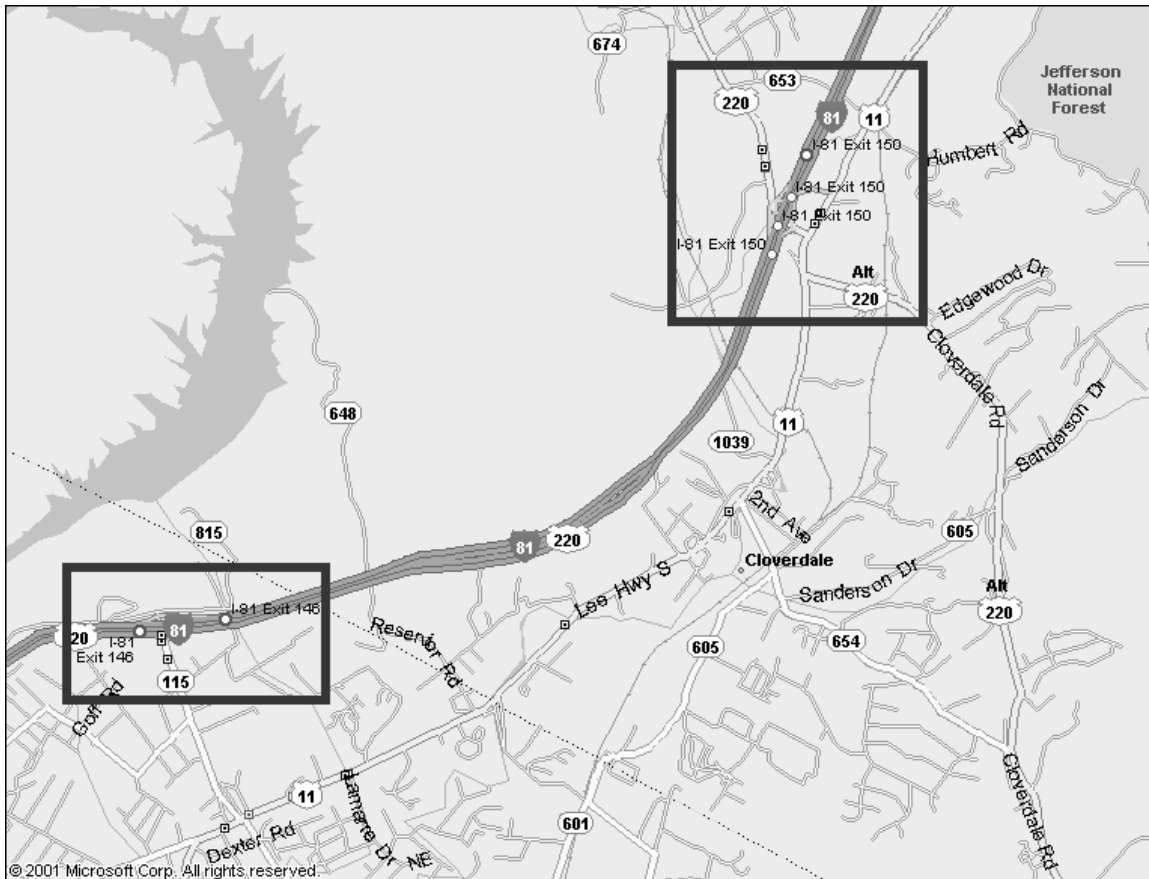 674
653
220
81
11
Jefferson
National
Forest
I-81 Exit 150
Humbert Rd
I-81 Exit 150
I-81 Exit 150
I-81 Exit 150
Alt
220
Edgewood Dr
Cloverdale Rd
648
11
1039
Sanderson Dr
2nd Ave
815
81
220
605
Cloverdale
Sanderson Dr
Lee Hwy S
Alt
220
I-81 Exit 146
20
I-81
Exit 146
81
Reservoir Rd
605
654
115
Goff Rd
Cloverdale Rd
11
Lamarre Dr NE
601
Dexter Rd
© 2001 Microsoft Corp. All rights reserved.